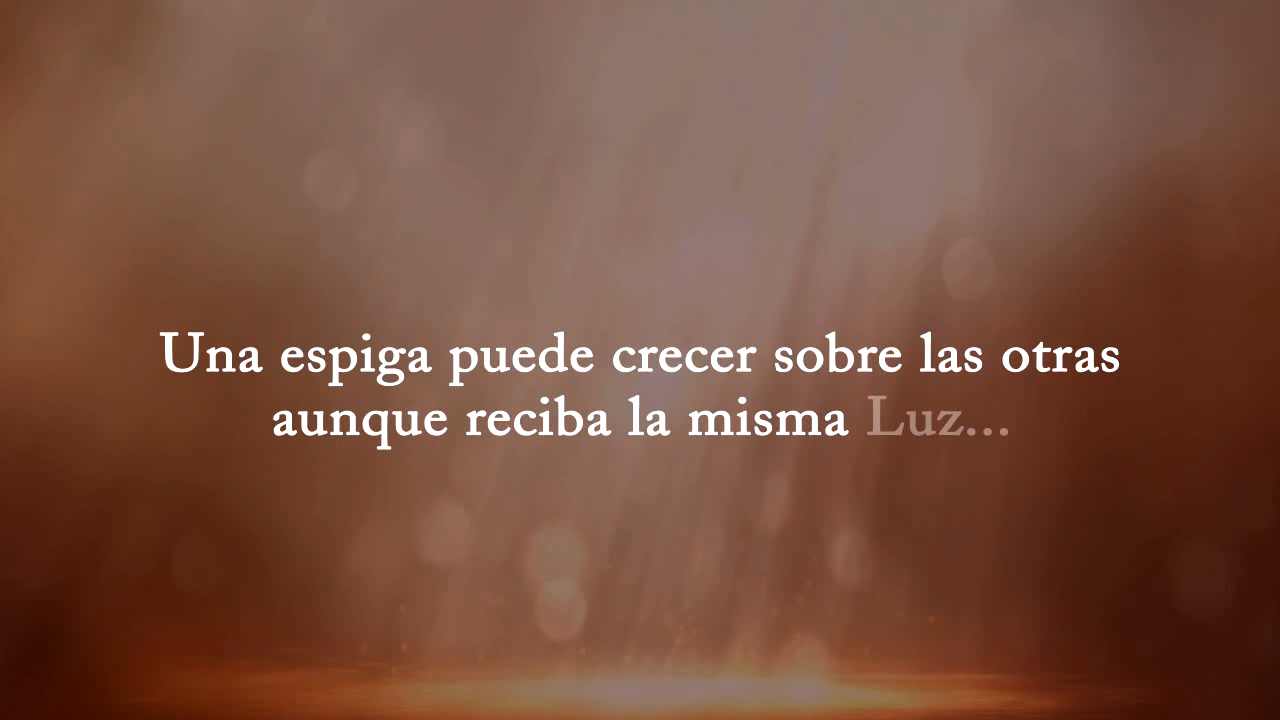 Una espiga puede crecer sobre las otras
aunque reciba la misma Luz...